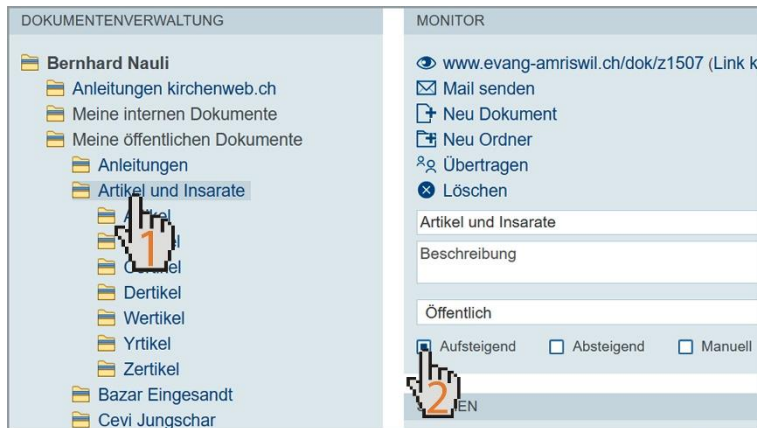 DOKUMENTENVERWALTUNG
Bernhard Nauli
Anleitungen kirchenweb.ch
Meine internen Dokumente
Meine öffentlichen Dokumente
Anleitungen
Artikel und Insarate
1
Dertikel
Wertikel
Yrtikel
Zertikel
Bazar Eingesandt
Cevi Jungschar
MONITOR
www.evang-amriswil.ch/dok/z1507 (Link k
Mail senden
Neu Dokument
Neu Ordner
Übertragen
Löschen
Artikel und Insarate
Beschreibung
Öffentlich
Aufsteigend Absteigend Manuell
2